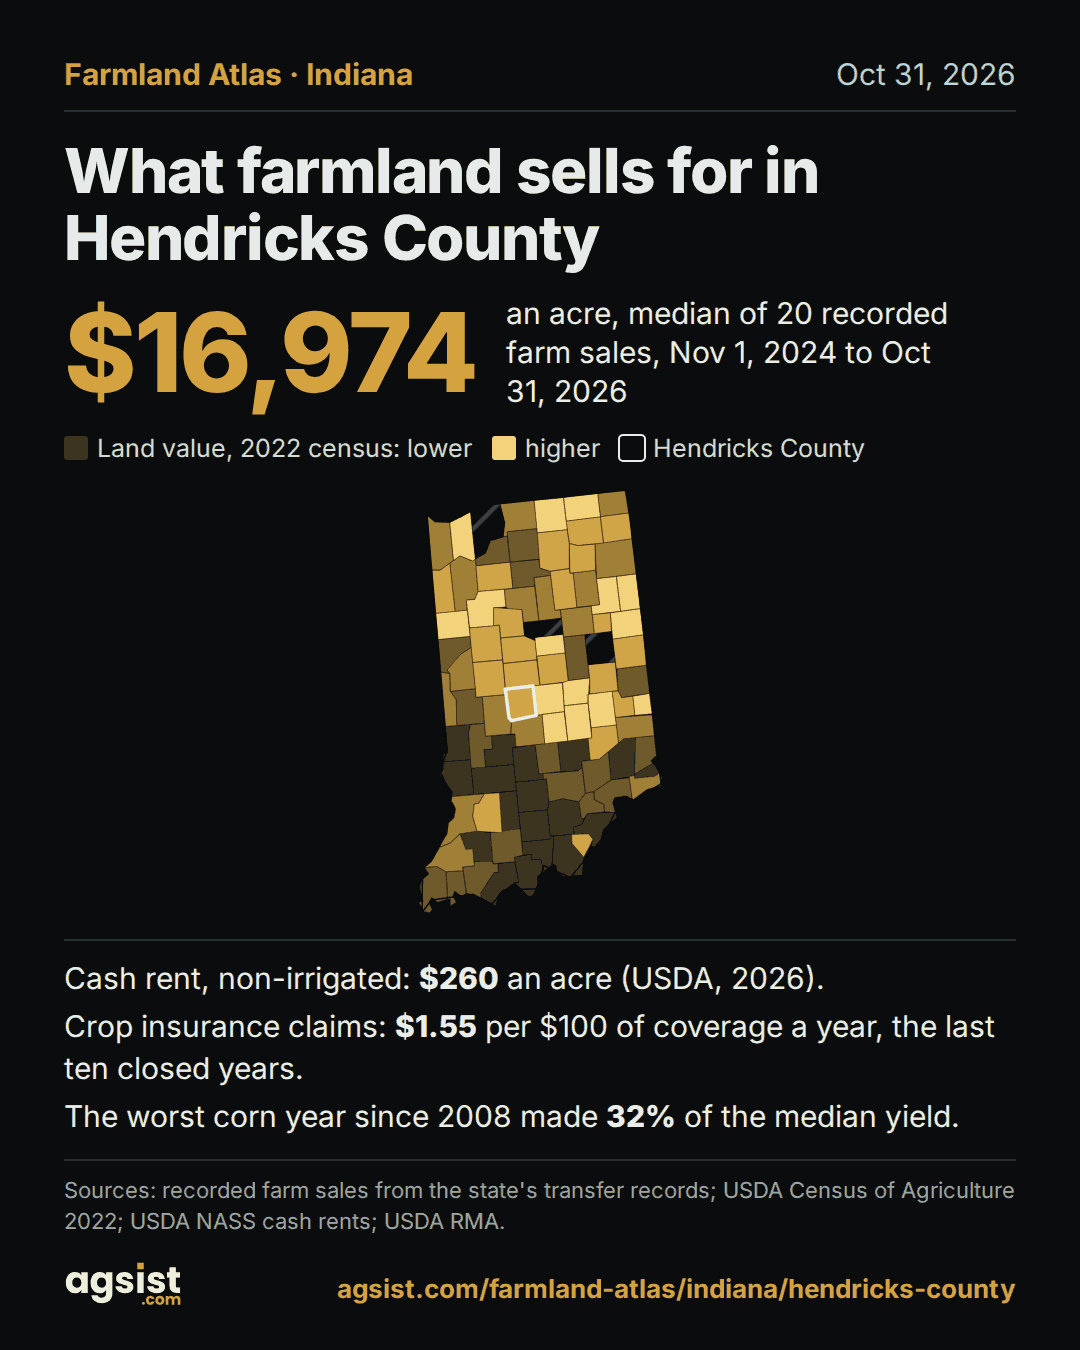 Farmland Atlas · Indiana
Oct 31, 2026
What farmland sells for in
Hendricks County
$16,974
an acre, median of 20 recorded
farm sales, Nov 1, 2024 to Oct
31, 2026
Land value, 2022 census: lower
higher
Hendricks County
Cash rent, non-irrigated: $260 an acre (USDA, 2026).
Crop insurance claims: $1.55 per $100 of coverage a year, the last
ten closed years.
The worst corn year since 2008 made 32% of the median yield.
Sources: recorded farm sales from the state's transfer records; USDA Census of Agriculture
2022; USDA NASS cash rents; USDA RMA.
agsist
.com
agsist.com/farmland-atlas/indiana/hendricks-county